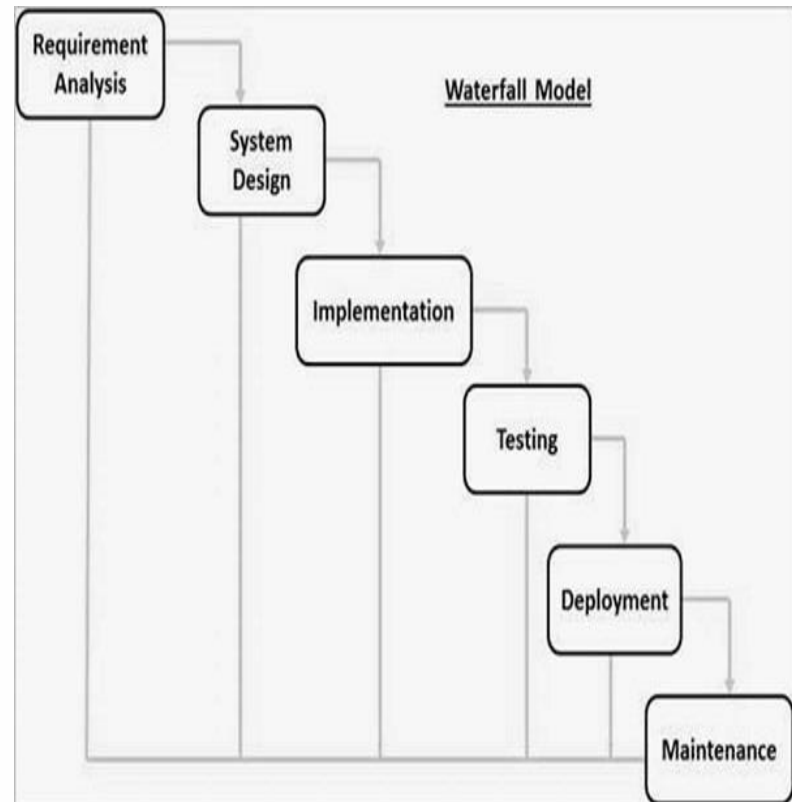 Requirement
Analysis
Waterfall Model
System
Design
Implementation
Testing
Deployment
Maintenance